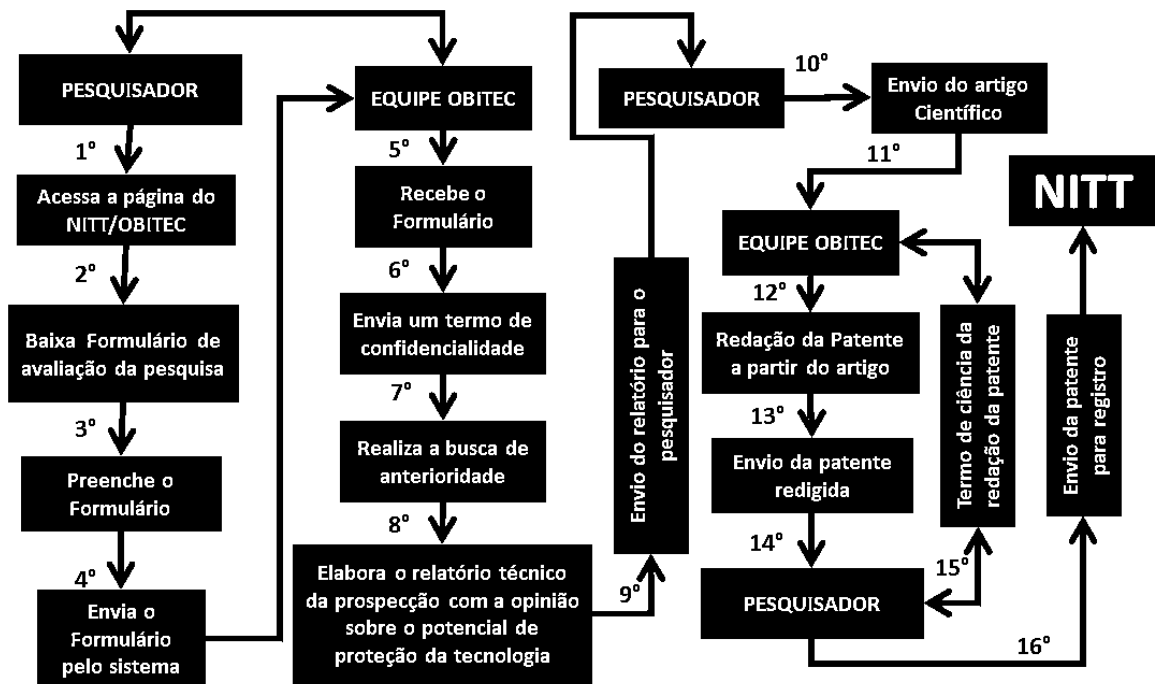 PESQUISADOR
1°
Acessa a página do
NITT/OBITEC
2°
Baixa Formulário de
avaliação da pesquisa
3°
Preenche o
Formulário
4°
Envia o
Formulário
pelo sistema
EQUIPE OBITEC
5°
Recebe o
Formulário
6°
Envia um termo de
confidencialidade
7°
Realiza a busca de
anterioridade
8°
Elabora o relatório técnico
da prospecção com a opinião
sobre o potencial de
proteção da tecnologia
9°
Envio do relatório para o
pesquisador
PESQUISADOR
10°
Envio do artigo
Científico
11°
EQUIPE OBITEC
12°
Redação da Patente
a partir do artigo
13°
Envio da patente
redigida
14°
PESQUISADOR
15°
Termo de ciência da
redação da patente
16°
Envio da patente
para registro
NITT